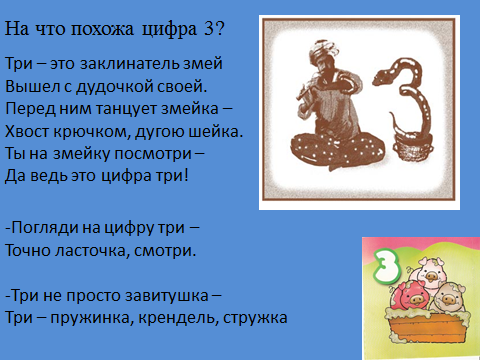 На что похожа цифра 3?
Три – это заклинатель змей
Вышел с дудочкой своей.
Перед ним танцует змейка –
Хвост крючком, дугою шейка.
Ты на змейку посмотри –
Да ведь это цифра три!
-Погляди на цифру три –
Точно ласточка, смотри.
-Три не просто завитушка –
Три – пружинка, крендель, стружка
3